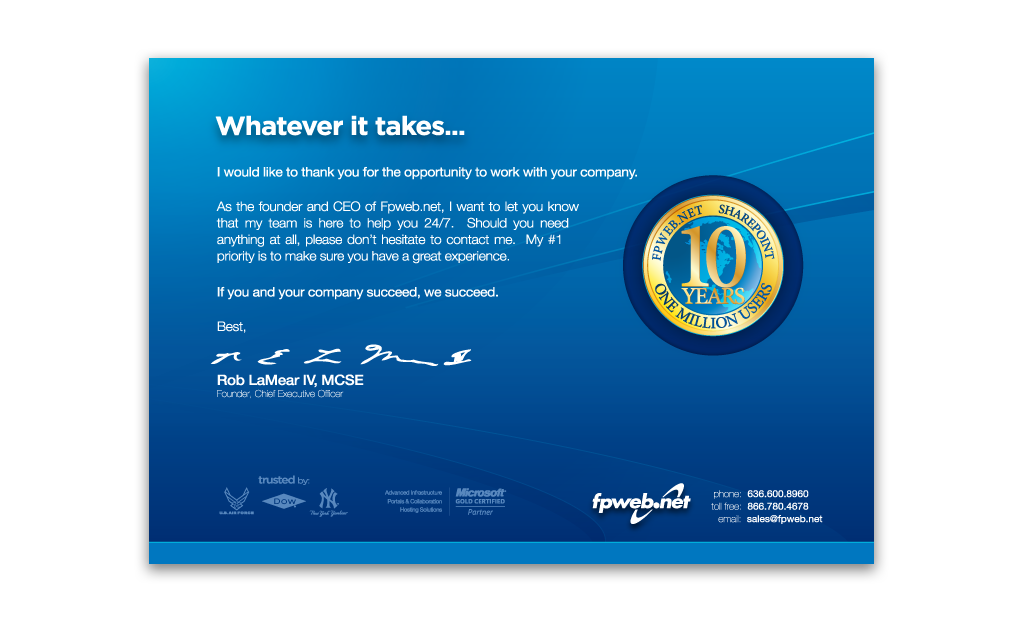 Whatever it takes...
I would like to thank you for the opportunity to work with your company.
As the founder and CEO of Fpweb.net, I want to let you know
that my team is here to help you 24/7. Should you need
anything at all, please don't hesitate to contact me. My #1
priority is to make sure you have a great experience.
If you and your company succeed, we succeed.
Best,
Rob LaMear IV, MCSE
Founder, Chief Executive Officer
FPWEB.NET SHAREPOINT
10
YEARS
ONE MILLION USERS
trusted by:
U.S. AIR FORCE
DOW
NY
New York Yankees
Advanced Infrastructure
Portals & Collaboration
Hosting Solutions
Microsoft
GOLD CERTIFIED
Partner
fpweb.net
phone: 636.600.8960
toll free: 866.780.4678
email: sales@fpweb.net